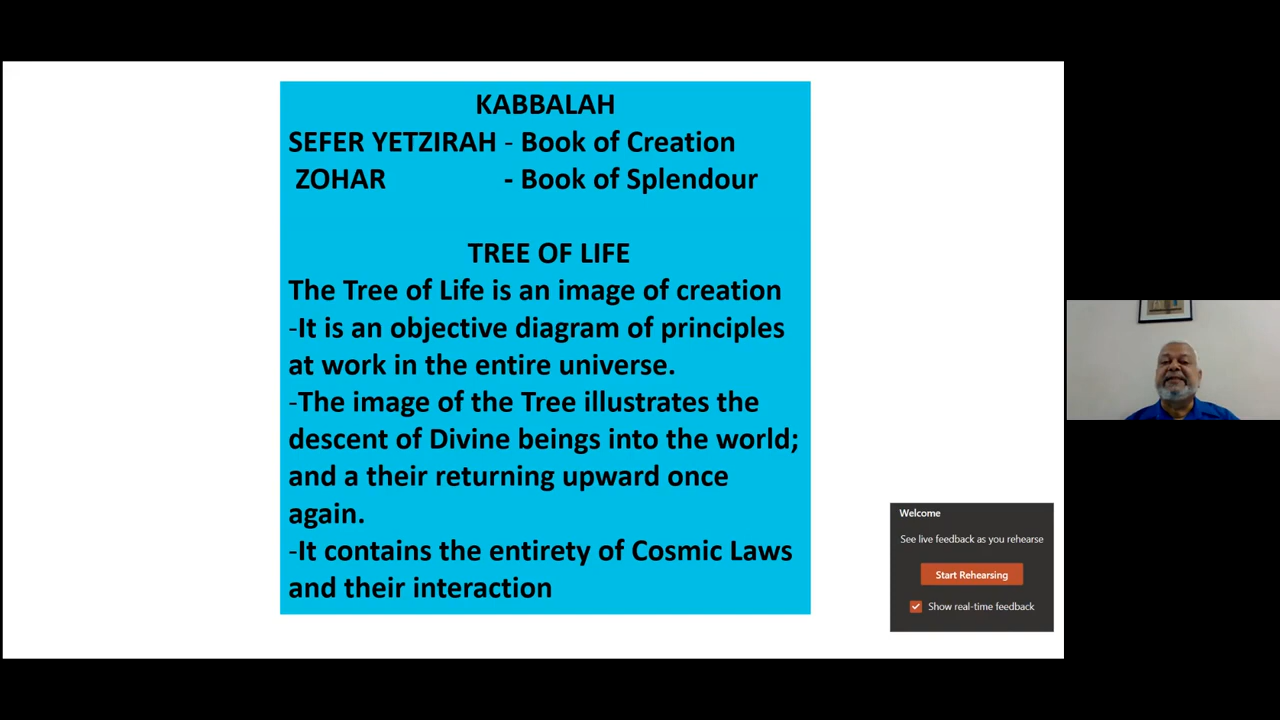 KABBALAH
SEFER YETZIRAH - Book of Creation
ZOHAR - Book of Splendour
TREE OF LIFE
The Tree of Life is an image of creation
-It is an objective diagram of principles
at work in the entire universe.
-The image of the Tree illustrates the
descent of Divine beings into the world;
and a their returning upward once
again.
-It contains the entirety of Cosmic Laws
and their interaction
Welcome
See live feedback as you rehearse
Start Rehearsing
Show real-time feedback